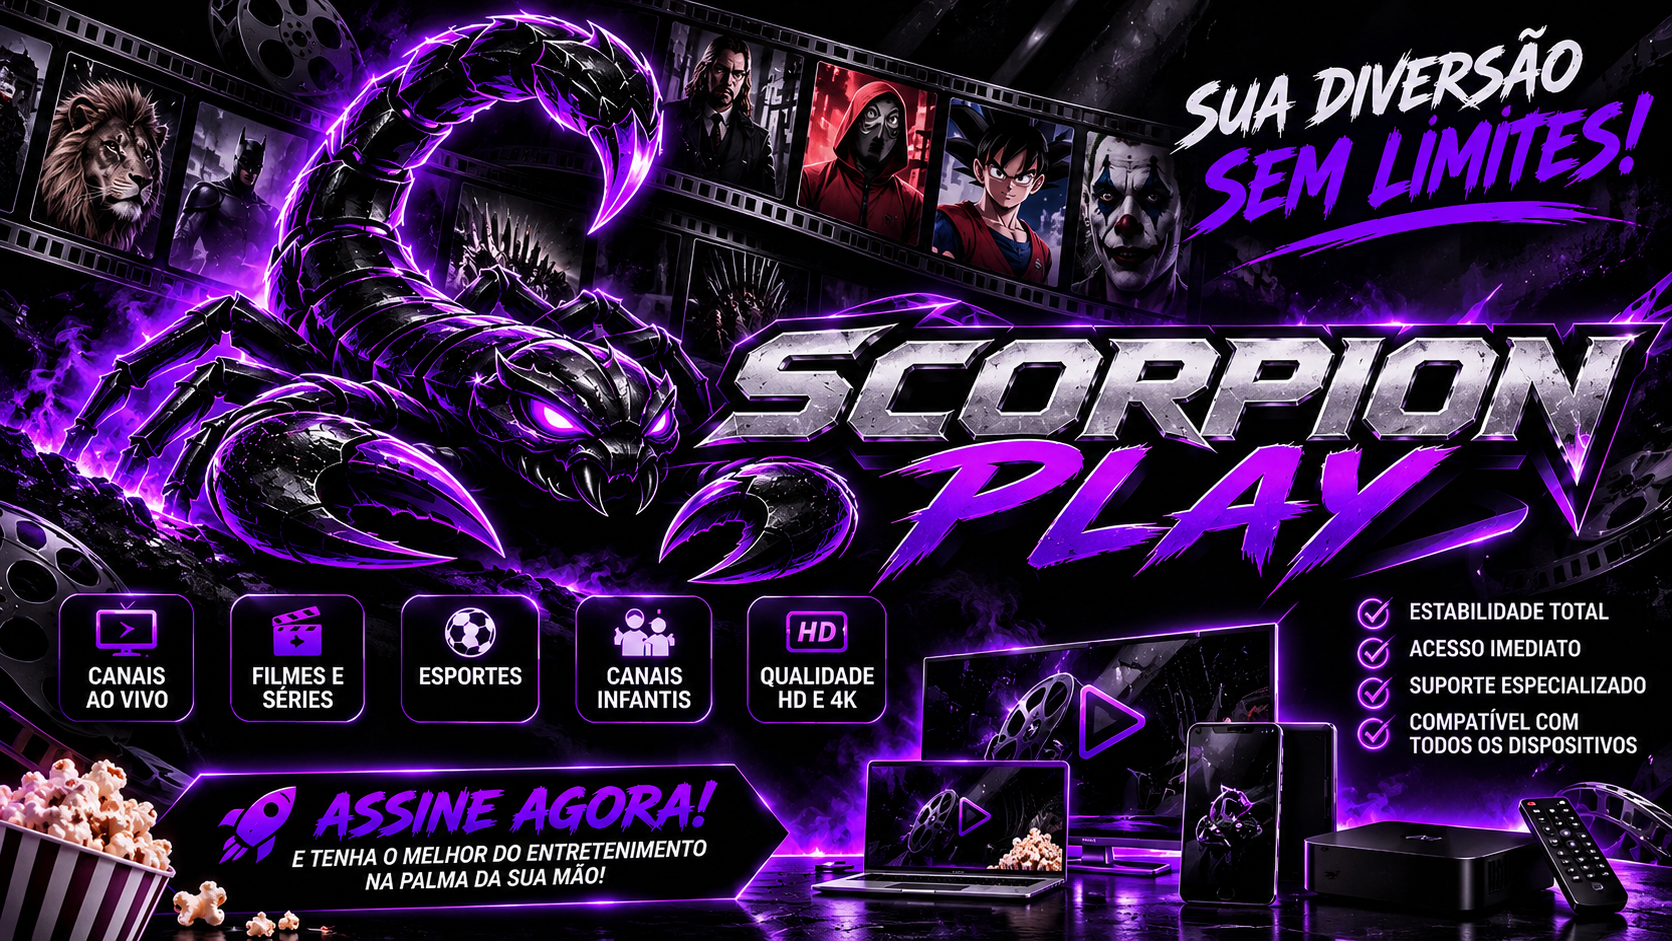 SUA DIVERSÃO
SEM LIMITES!
SCORPION
PLAY
CANAIS
AO VIVO
FILMES E
SÉRIES
ESPORTES
CANAIS
INFANTIS
HD
QUALIDADE
HD E 4K
ESTABILIDADE TOTAL
ACESSO IMEDIATO
SUPORTE ESPECIALIZADO
COMPATÍVEL COM
TODOS OS DISPOSITIVOS
ASSINE AGORA!
E TENHA O MELHOR DO ENTRETENIMENTO
NA PALMA DA SUA MÃO!